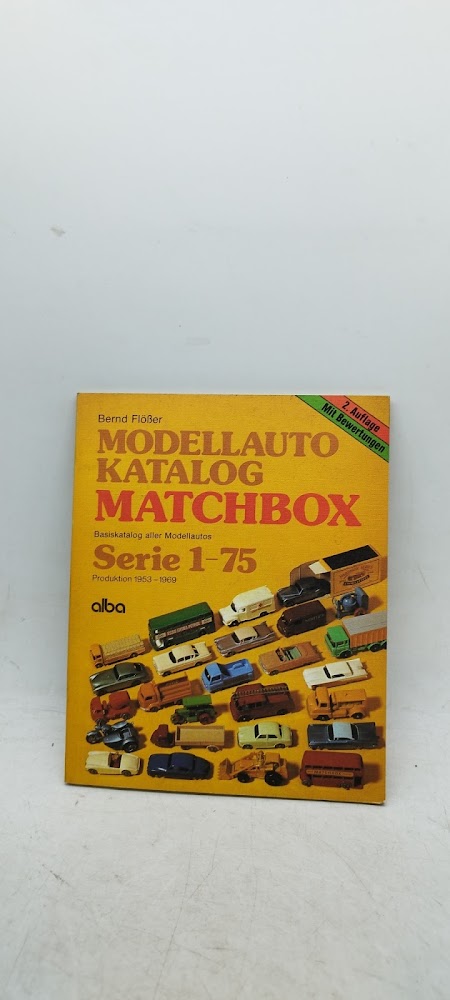 Bernd Flößer
2. Auflage
Mit Bewertungen
MODELLAUTO
KATALOG
MATCHBOX
Basiskatalog aller Modellautos
Serie 1-75
Produktion 1953-1969
alba